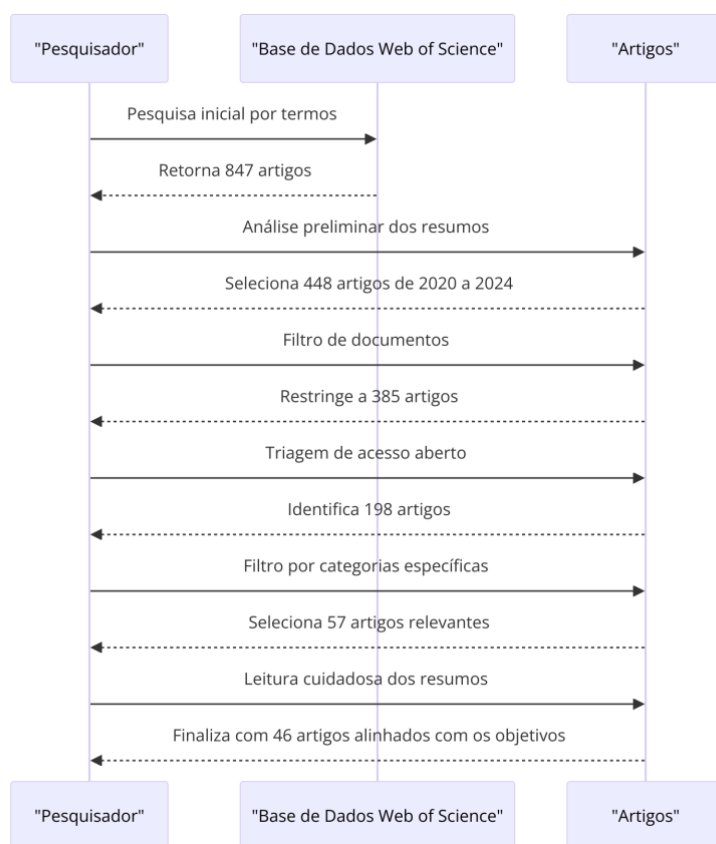 "Pesquisador"
"Base de Dados Web of Science"
"Artigos"
Pesquisa inicial por termos
Retorna 847 artigos
Análise preliminar dos resumos
Seleciona 448 artigos de 2020 a 2024
Filtro de documentos
Restringe a 385 artigos
Triagem de acesso aberto
Identifica 198 artigos
Filtro por categorias específicas
Seleciona 57 artigos relevantes
Leitura cuidadosa dos resumos
Finaliza com 46 artigos alinhados com os objetivos
"Pesquisador"
"Base de Dados Web of Science"
"Artigos"